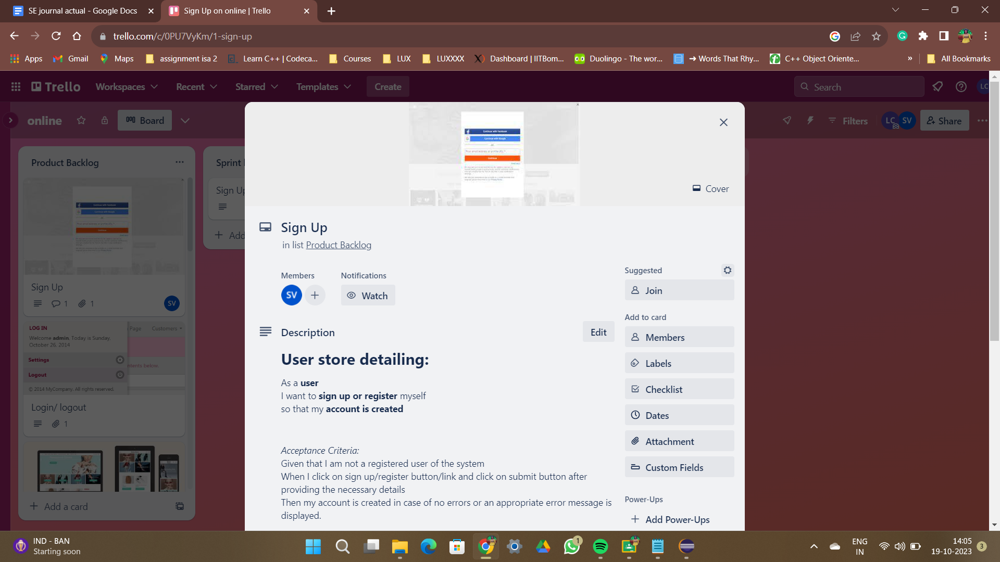 SE journal actual - Google Docs
Sign Up on online | Trello
trello.com/c/0PU7VyKm/1-sign-up
Apps
Gmail
Maps
assignment isa 2
Learn C++ | Codeca...
Courses
LUX
LUXXXX
Dashboard | IITBom...
Duolingo - The wor...
→ Words That Rhy...
C++ Object Oriente...
»
All Bookmarks
Trello
Workspaces
Recent
Starred
Templates
Create
Search
LC
online
Board
Filters
LC
SV
Share
Product Backlog
Sign Up
1
1
SV
LOG IN
Welcome admin, Today is Sunday,
October 26, 2014
Settings
Logout
© 2014 MyCompany. All rights reserved.
Page
Customers
ntents below.
Login/ logout
1
Add a card
Sprint
Sign Up
Add
Continue with Facebook
Continue with Google
Continue
Cover
Sign Up
in list Product Backlog
Members
Notifications
SV
Watch
Description
Edit
User store detailing:
As a user
I want to sign up or register myself
so that my account is created
Acceptance Criteria:
Given that I am not a registered user of the system
When I click on sign up/register button/link and click on submit button after
providing the necessary details
Then my account is created in case of no errors or an appropriate error message is
displayed.
Suggested
Join
Add to card
Members
Labels
Checklist
Dates
Attachment
Custom Fields
Power-Ups
Add Power-Ups
IND - BAN
Starting soon
1
ENG
IN
14:05
19-10-2023
3